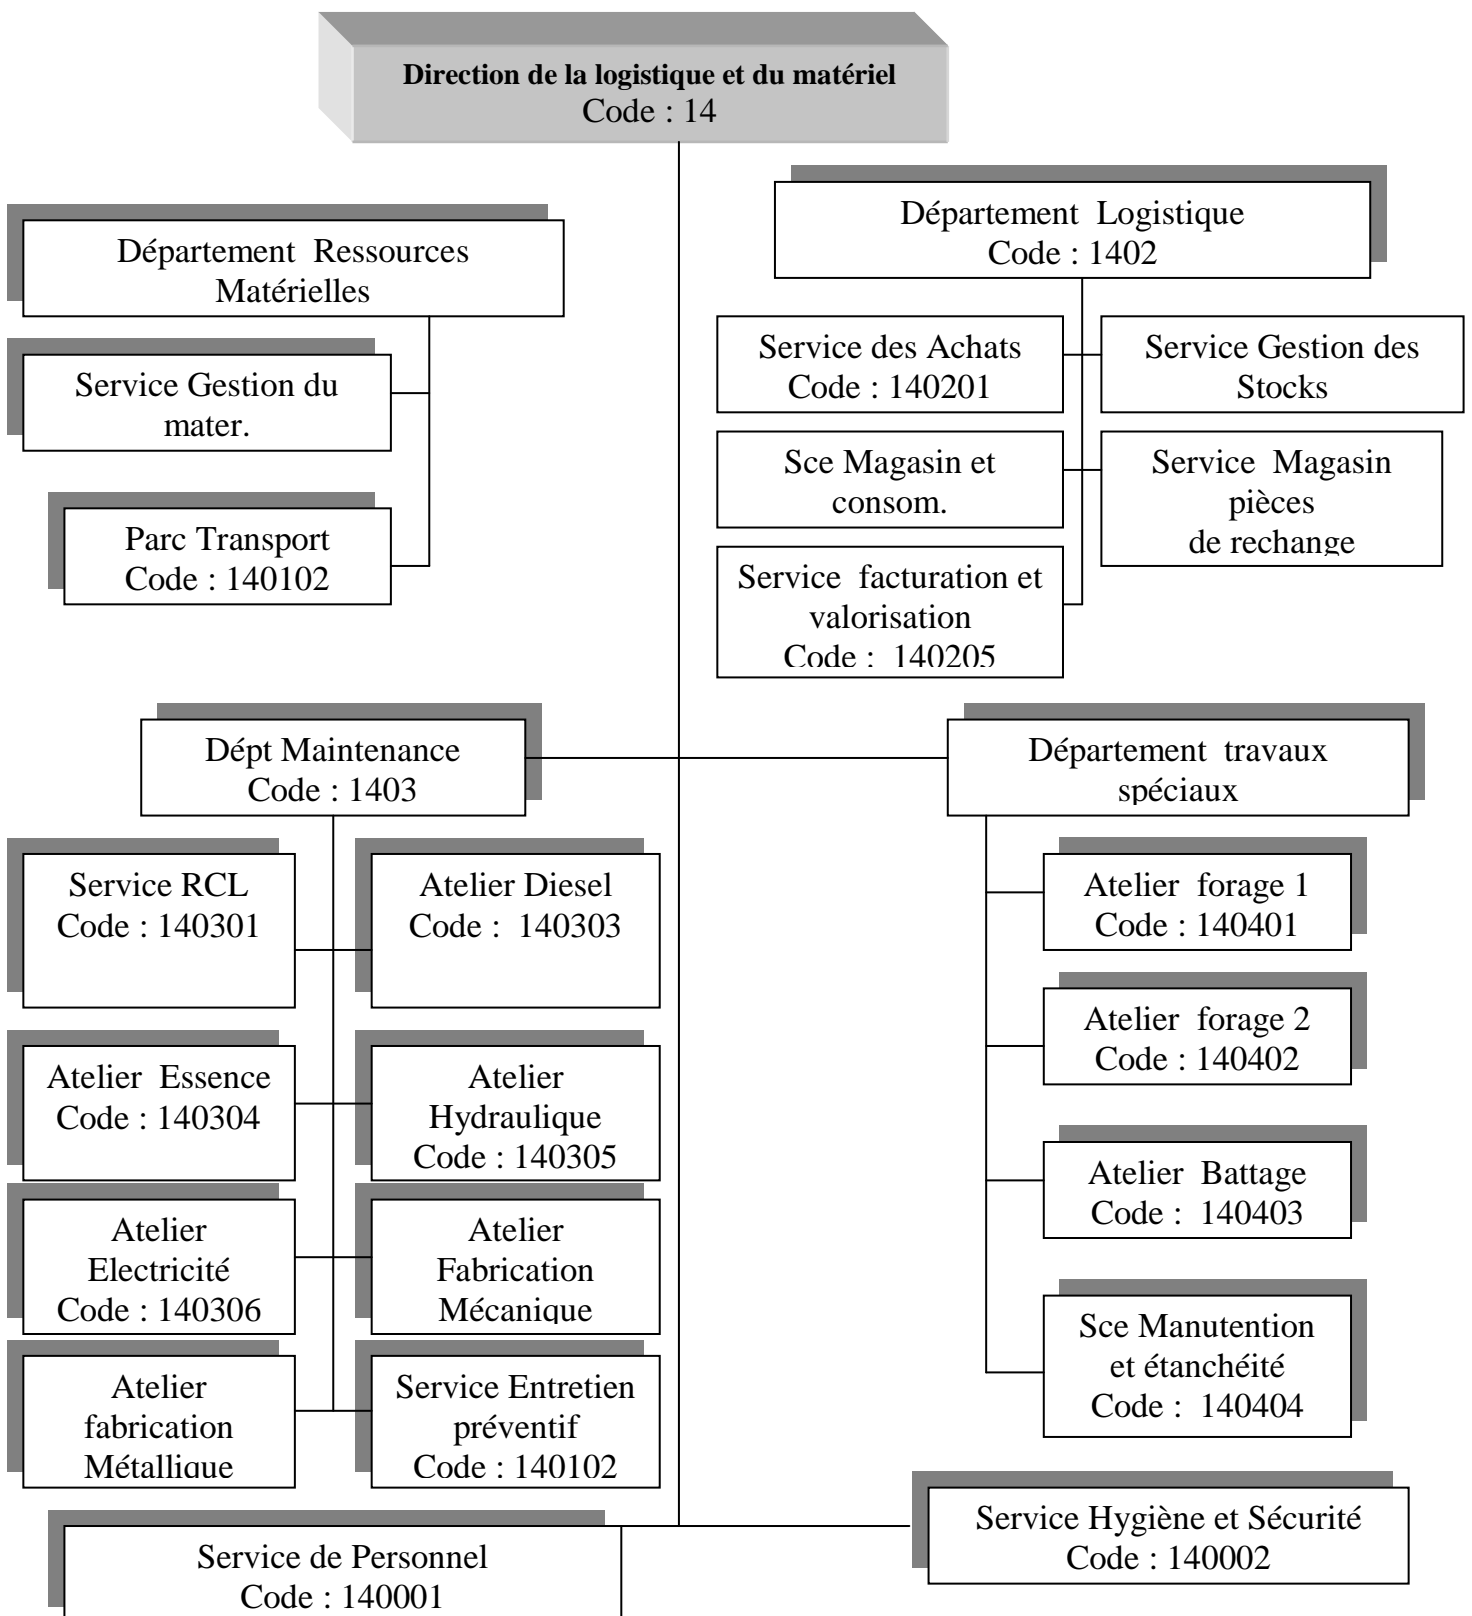 Direction de la logistique et du matériel
Code : 14
Département Ressources
Matérielles
Service Gestion du
mater.
Parc Transport
Code : 140102
Département Logistique
Code : 1402
Service des Achats
Code : 140201
Service Gestion des
Stocks
Sce Magasin et
consom.
Service Magasin
pièces
de rechange
Service facturation et
valorisation
Code : 140205
Dépt Maintenance
Code : 1403
Service RCL
Code : 140301
Atelier Diesel
Code : 140303
Atelier Essence
Code : 140304
Atelier
Hydraulique
Code : 140305
Atelier
Electricité
Code : 140306
Atelier
Fabrication
Mécanique
Atelier
fabrication
Métallique
Service Entretien
préventif
Code : 140102
Département travaux
spéciaux
Atelier forage 1
Code : 140401
Atelier forage 2
Code : 140402
Atelier Battage
Code : 140403
Sce Manutention
et étanchéité
Code : 140404
Service de Personnel
Code : 140001
Service Hygiène et Sécurité
Code : 140002